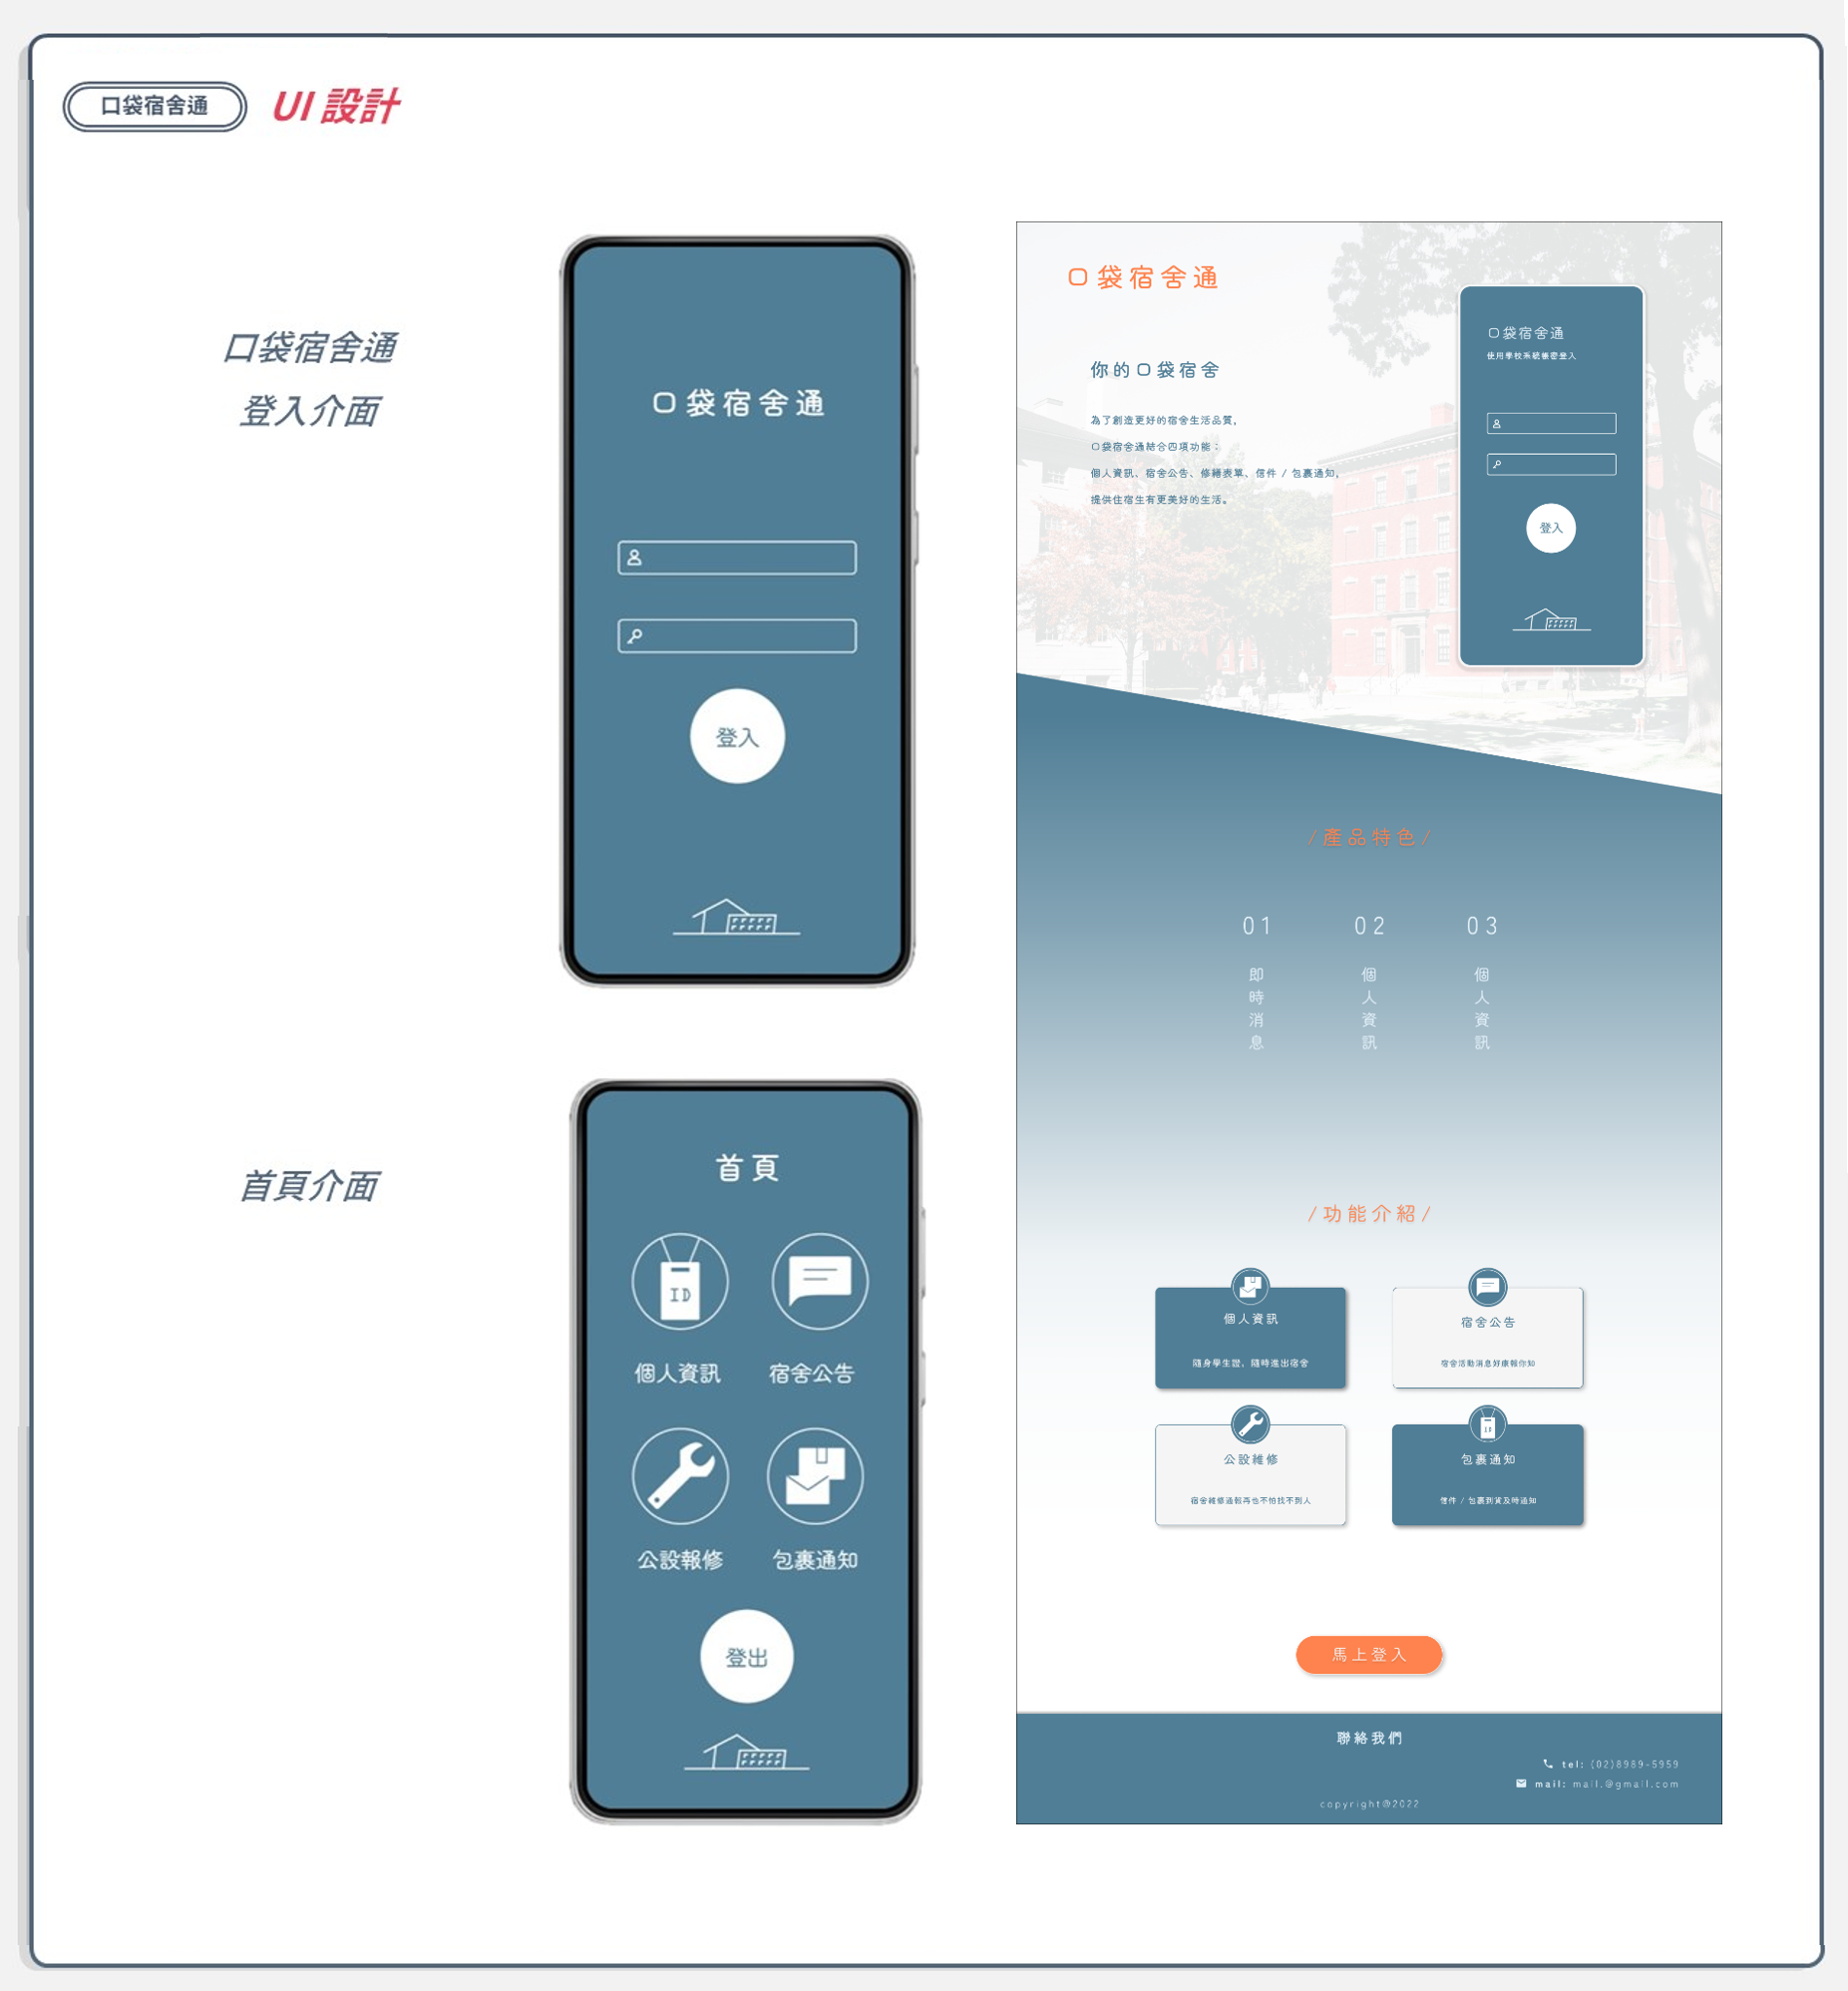 口袋宿舍通
UI 設計
口袋宿舍通
登入介面
口袋宿舍通
登入
首頁介面
首頁
ID
個人資訊
宿舍公告
公設報修
包裹通知
登出
口袋宿舍通
你的口袋宿舍
為了創造更好的宿舍生活品質,
口袋宿舍通結合四項功能：
個人資訊、宿舍公告、修繕表單、信件 / 包裹通知,
提供住宿生有更美好的生活。
口袋宿舍通
使用學校系統帳密登入
登入
/產品特色/
01
02
03
即時消息
個人資訊
個人資訊
/功能介紹/
個人資訊
隨身學生證, 隨時進出宿舍
宿舍公告
宿舍活動消息好康報你知
公設維修
宿舍維修通報再也不怕找不到人
ID
包裹通知
信件 / 包裹到貨及時通知
馬上登入
聯絡我們
tel: (02)8989-5959
mail: mail.@gmail.com
copyright@2022